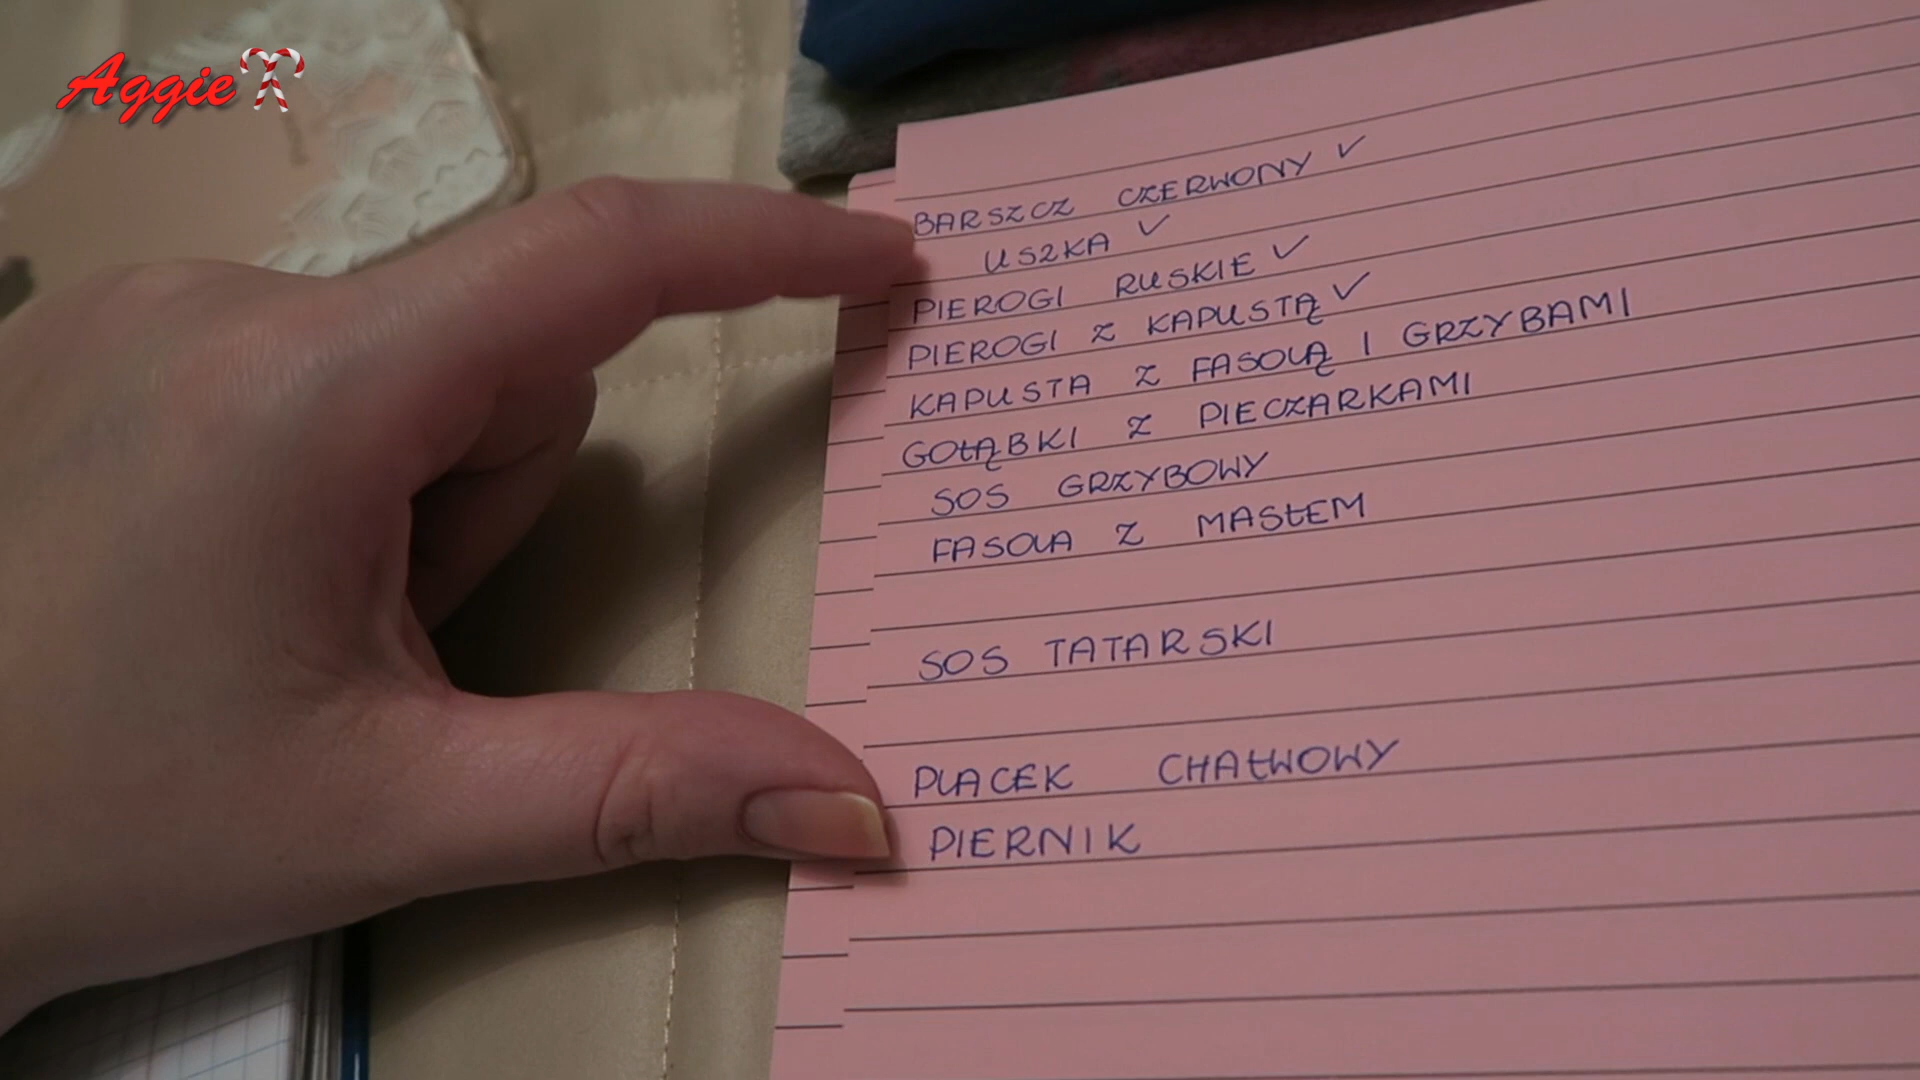 Aggie
BARSZCZ CZERWONY ✓
USZKA ✓
PIEROGI RUSKIE ✓
PIEROGI Z KAPUSTĄ ✓
KAPUSTA Z FASOLĄ I GRZYBAMI
GOŁĄBKI Z PIECZARKAMI
SOS GRZYBOWY
FASOLA Z MASŁEM
SOS TATARSKI
PLACEK CHAŁWOWY
PIERNIK